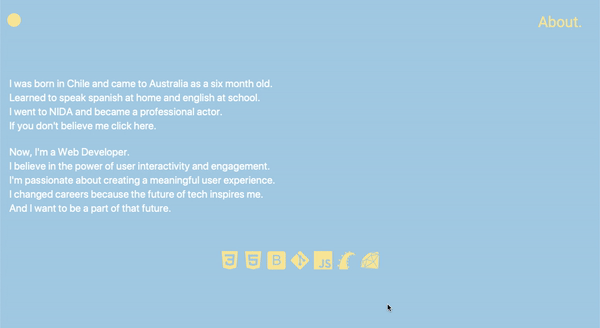 About.
I was born in Chile and came to Australia as a six month old.
Learned to speak spanish at home and english at school.
I went to NIDA and became a professional actor.
If you don't believe me click here.
Now, I'm a Web Developer.
I believe in the power of user interactivity and engagement.
I'm passionate about creating a meaningful user experience.
I changed careers because the future of tech inspires me.
And I want to be a part of that future.
3 5 B JS